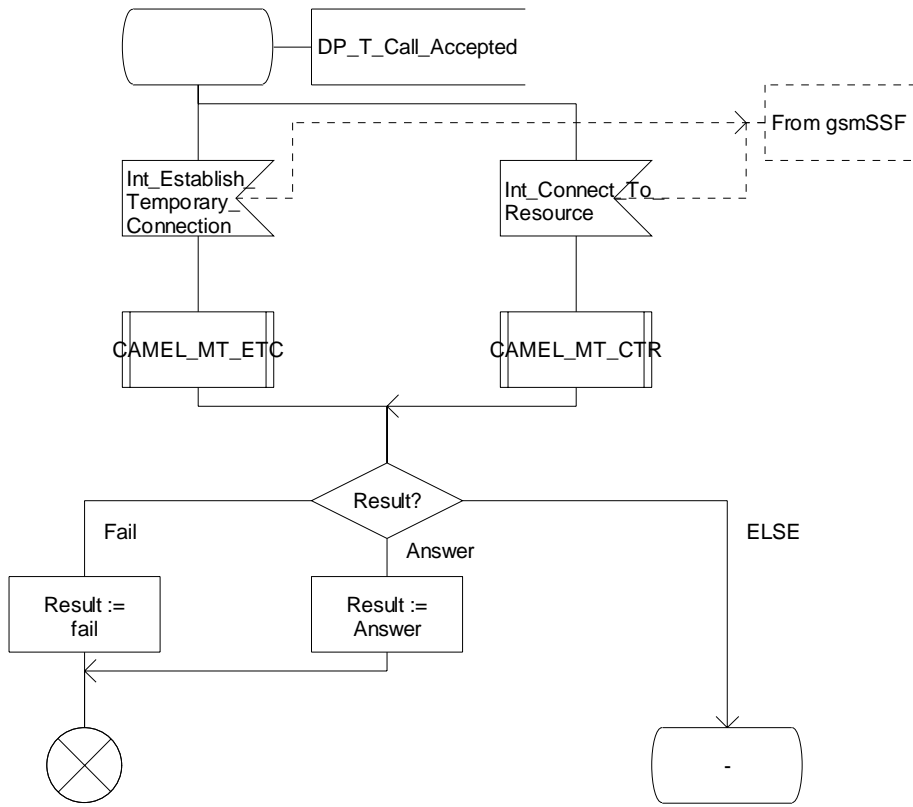 DP_T_Call_Accepted
From gsmSSF
Int_Establish_
Temporary_
Connection
Int_Connect_To_
Resource
CAMEL_MT_ETC
CAMEL_MT_CTR
Result?
Fail
Answer
ELSE
Result :=
fail
Result :=
Answer
-